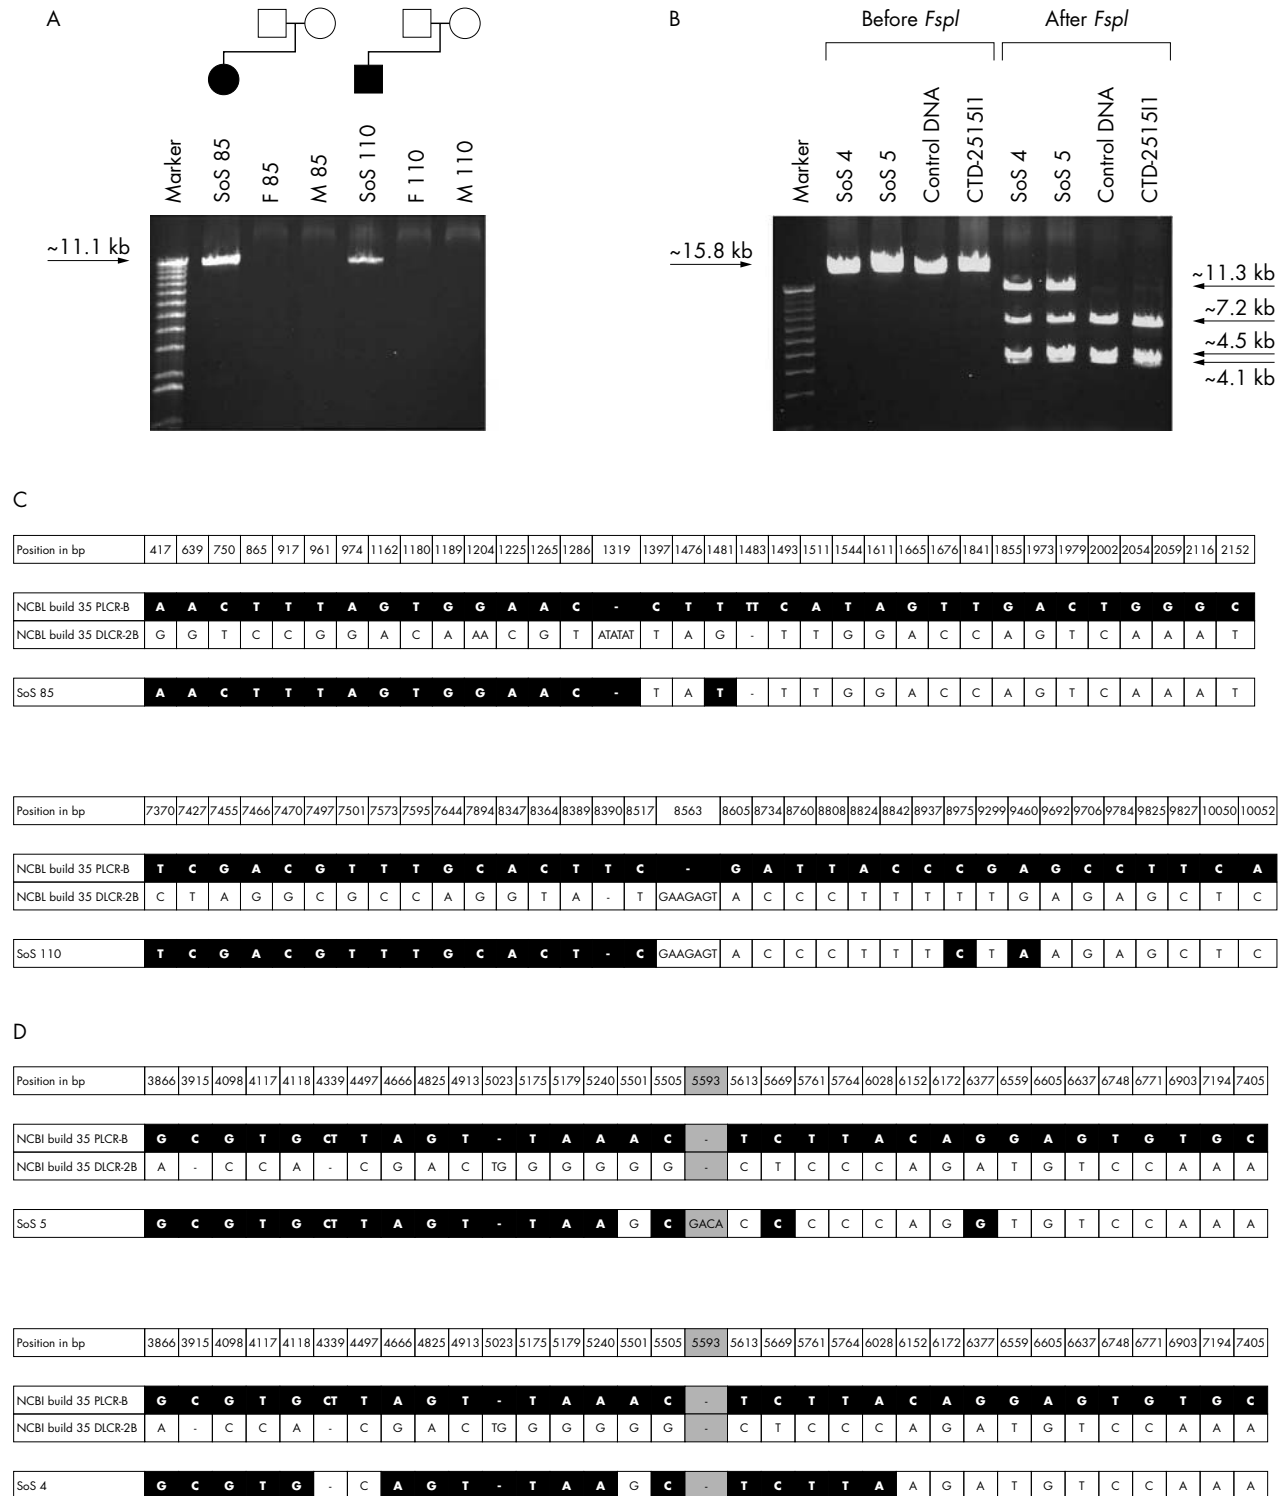 A
B
Before FspI
After FspI
Marker
SoS 85
F 85
M 85
SoS 110
F 110
M 110
Marker
SoS 4
SoS 5
Control DNA
CTD-2515I1
SoS 4
SoS 5
Control DNA
CTD-2515I1
~11.1 kb
~15.8 kb
~11.3 kb
~7.2 kb
~4.5 kb
~4.1 kb
C
Position in bp 417 639 750 865 917 961 974 1162 1180 1189 1204 1225 1265 1286 1319 1397 1476 1481 1483 1493 1511 1544 1611 1665 1676 1841 1855 1973 1979 2002 2054 2059 2116 2152
NCBL build 35 PLCR-B A A C T T T A G T G G A A C - C T T TT C A T A G T T G A C T G G G C
NCBL build 35 DLCR-2B G G T C C G G A C A AA C G T ATATAT T A G - T T G G A C C A G T C A A A T
SoS 85 A A C T T T A G T G G A A C - T A T - T T G G A C C A G T C A A A T
Position in bp 7370 7427 7455 7466 7470 7497 7501 7573 7595 7644 7894 8347 8364 8389 8390 8517 8563 8605 8734 8760 8808 8824 8842 8937 8975 9299 9460 9692 9706 9784 9825 9827 10050 10052
NCBL build 35 PLCR-B T C G A C G T T T G C A C T T C - G A T T A C C C G A G C C T T C A
NCBL build 35 DLCR-2B C T A G G C G C C A G G T A - T GAAGAGT A C C C T T T T T G A G A G C T C
SoS 110 T C G A C G T T T G C A C T - C GAAGAGT A C C C T T T C T A A G A G C T C
D
Position in bp 3866 3915 4098 4117 4118 4339 4497 4666 4825 4913 5023 5175 5179 5240 5501 5505 5593 5613 5669 5761 5764 6028 6152 6172 6377 6559 6605 6637 6748 6771 6903 7194 7405
NCBI build 35 PLCR-B G C G T G CT T A G T - T A A A C - T C T T A C A G G A G T G T G C
NCBI build 35 DLCR-2B A - C C A - C G A C TG G G G G G - C T C C C A G A T G T C C A A A
SoS 5 G C G T G CT T A G T - T A A G C GACA C C C C A G G T G T C C A A A
Position in bp 3866 3915 4098 4117 4118 4339 4497 4666 4825 4913 5023 5175 5179 5240 5501 5505 5593 5613 5669 5761 5764 6028 6152 6172 6377 6559 6605 6637 6748 6771 6903 7194 7405
NCBI build 35 PLCR-B G C G T G CT T A G T - T A A A C - T C T T A C A G G A G T G T G C
NCBI build 35 DLCR-2B A - C C A - C G A C TG G G G G G - C T C C C A G A T G T C C A A A
SoS 4 G C G T G - C A G T - T A A G C - T C T T A A G A T G T C C A A A